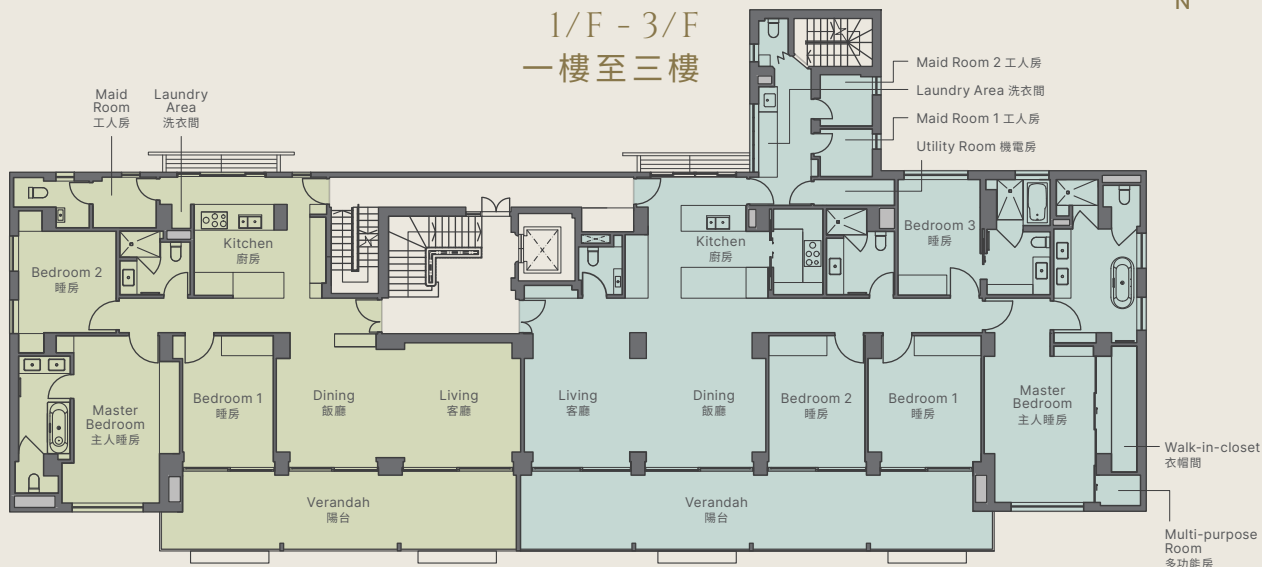 N
1/F - 3/F
一樓至三樓
Maid
Room
工人房
Laundry
Area
洗衣間
Maid Room 2 工人房
Laundry Area 洗衣間
Maid Room 1 工人房
Utility Room 機電房
Kitchen
廚房
Bedroom 2
睡房
Kitchen
廚房
Bedroom 3
睡房
Master
Bedroom
主人睡房
Bedroom 1
睡房
Dining
飯廳
Living
客廳
Living
客廳
Dining
飯廳
Bedroom 2
睡房
Bedroom 1
睡房
Master
Bedroom
主人睡房
Walk-in-closet
衣帽間
Verandah
陽台
Verandah
陽台
Multi-purpose
Room
多功能房